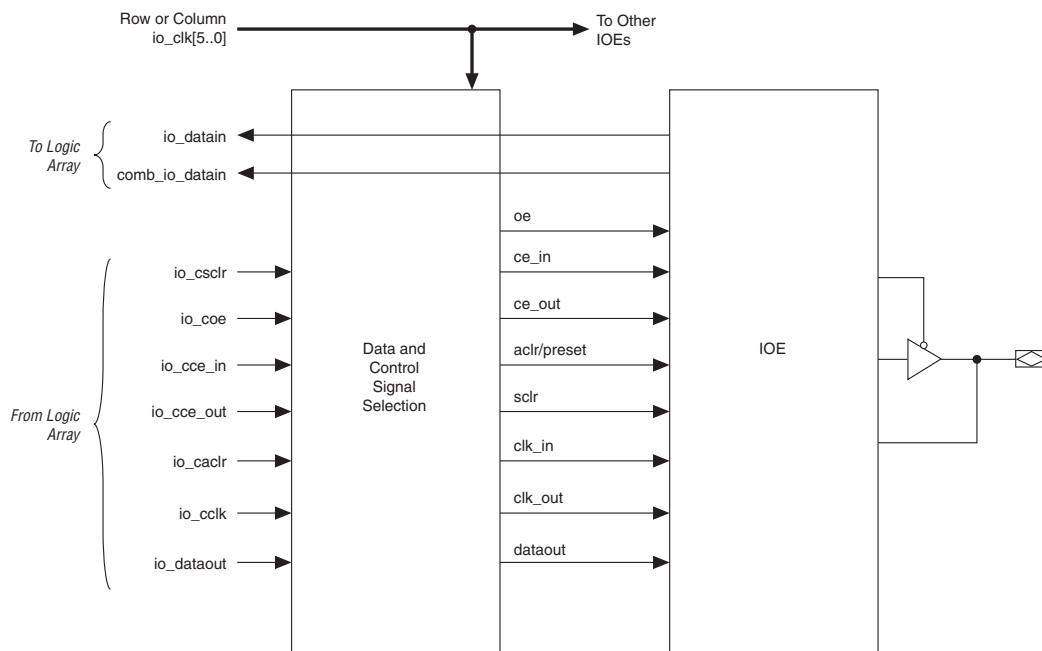 Row or Column
io_clk[5..0]
To Other
IOEs
To Logic
Array
io_datain
comb_io_datain
oe
ce_in
ce_out
aclr/preset
sclr
clk_in
clk_out
dataout
From Logic
Array
io_csclr
io_coe
io_cce_in
io_cce_out
io_caclr
io_cclk
io_dataout
Data and
Control
Signal
Selection
IOE